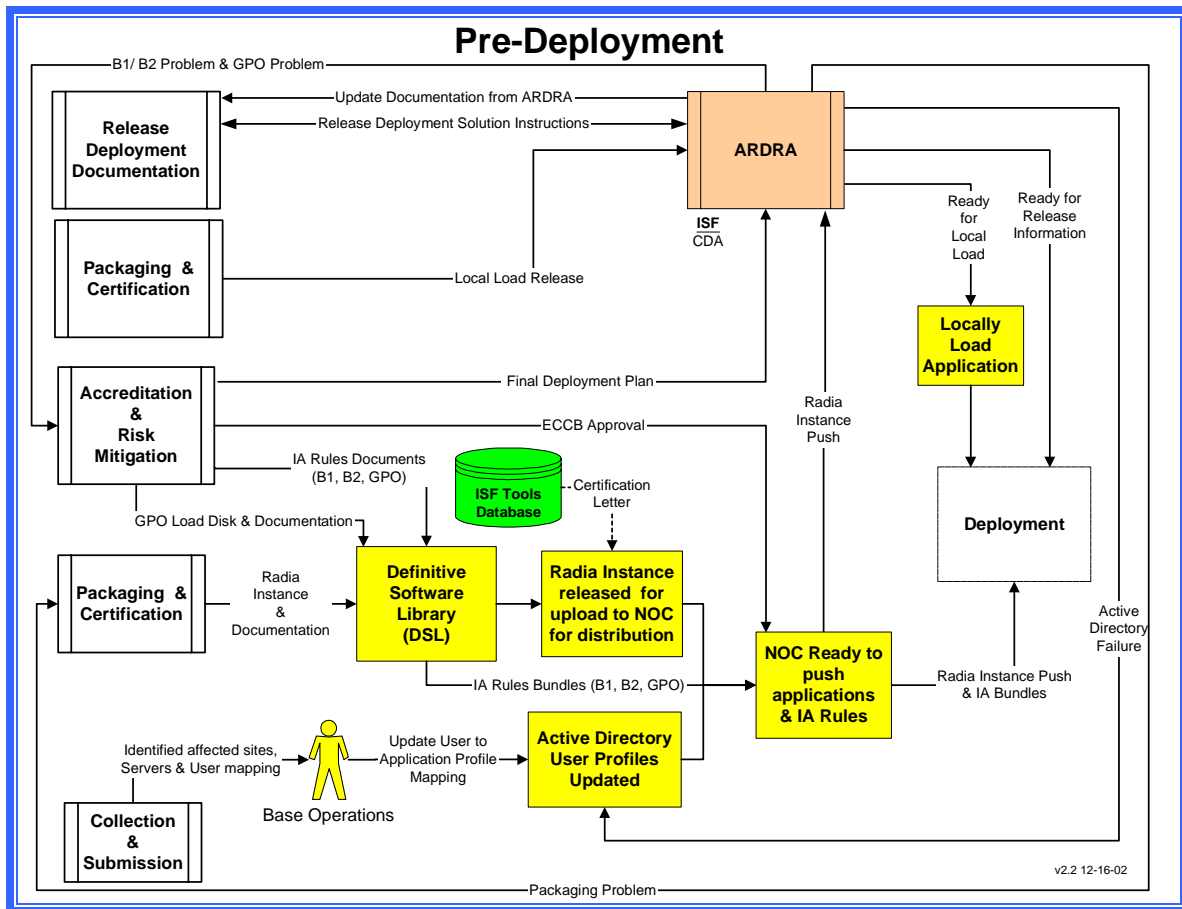 Pre-Deployment
B1/ B2 Problem & GPO Problem
Update Documentation from ARDRA
Release Deployment Solution Instructions
Release
Deployment
Documentation
ARDRA
ISF
CDA
Ready
for
Local
Load
Ready for
Release
Information
Packaging &
Certification
Local Load Release
Locally
Load
Application
Accreditation
&
Risk
Mitigation
Final Deployment Plan
ECCB Approval
Radia
Instance
Push
IA Rules Documents
(B1, B2, GPO)
ISF Tools
Database
Certification
Letter
GPO Load Disk & Documentation
Deployment
Packaging &
Certification
Radia
Instance
&
Documentation
Definitive
Software
Library
(DSL)
Radia Instance
released for
upload to NOC
for distribution
NOC Ready to
push
applications
& IA Rules
Active
Directory
Failure
IA Rules Bundles (B1, B2, GPO)
Radia Instance Push
& IA Bundles
Identified affected sites,
Servers & User mapping
Update User to
Application Profile
Mapping
Active Directory
User Profiles
Updated
Base Operations
Collection
&
Submission
v2.2 12-16-02
Packaging Problem